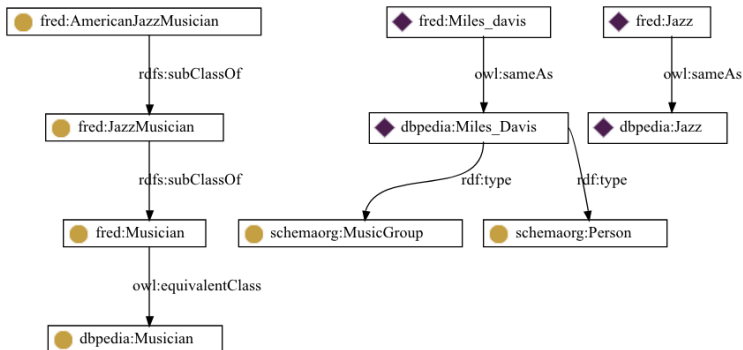 fred:AmericanJazzMusician
fred:Miles_davis
fred:Jazz
rdfs:subClassOf
owl:sameAs
owl:sameAs
fred:JazzMusician
dbpedia:Miles_Davis
dbpedia:Jazz
rdfs:subClassOf
rdf:type
rdf:type
fred:Musician
schemaorg:MusicGroup
schemaorg:Person
owl:equivalentClass
dbpedia:Musician